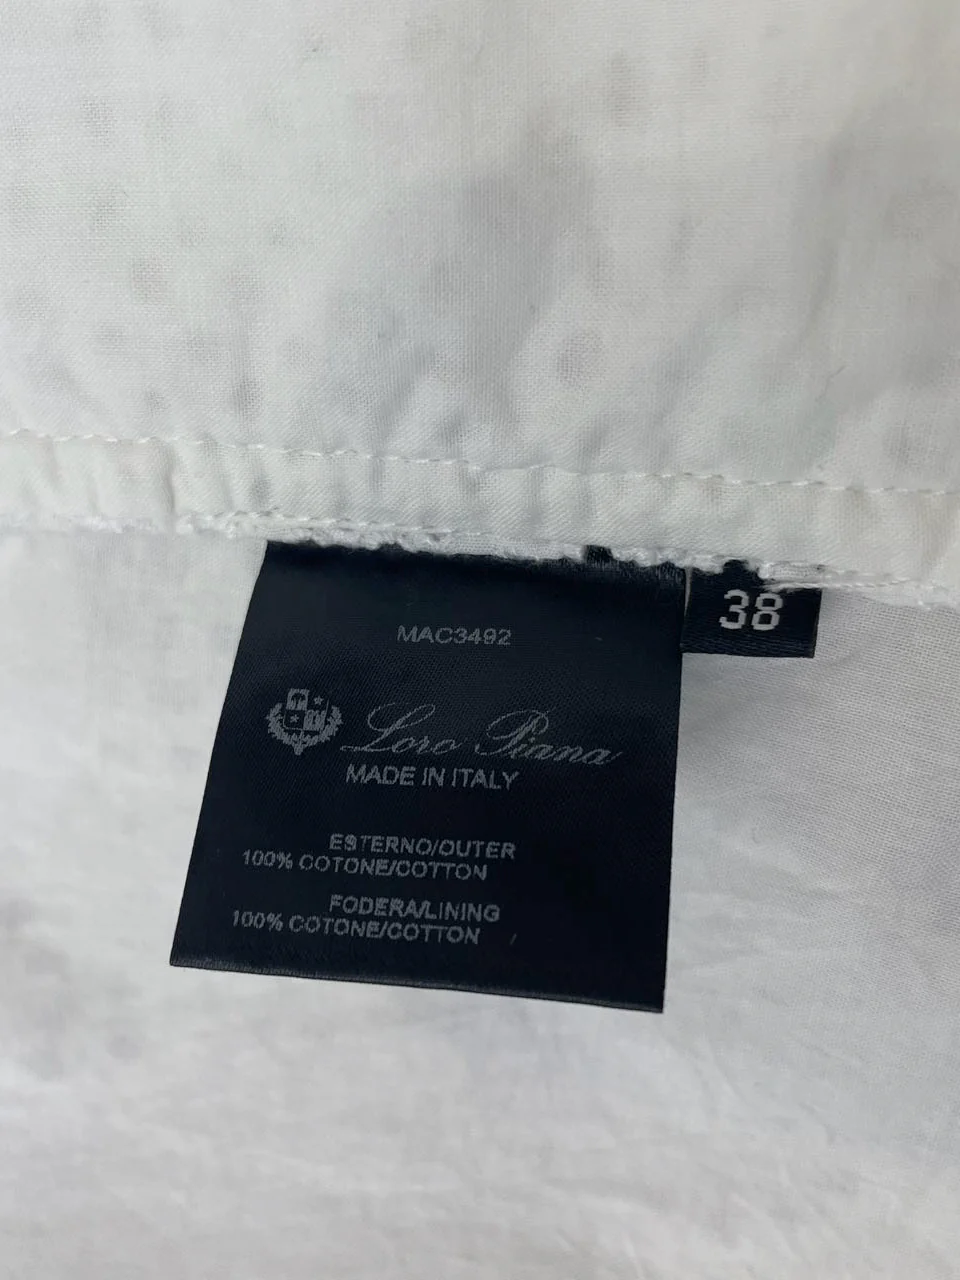 MAC3492
38
Loro Piana
MADE IN ITALY
ESTERNO/OUTER
100% COTONE/COTTON
FODERA/LINING
100% COTONE/COTTON